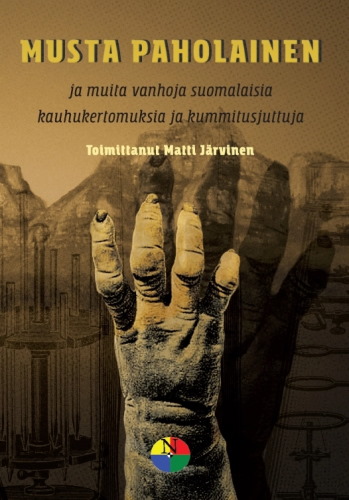 MUSTA PAHOLAINEN
ja muita vanhoja suomalaisia
kauhukertomuksia ja kummitusjuttuja
Toimittanut Matti Järvinen
N